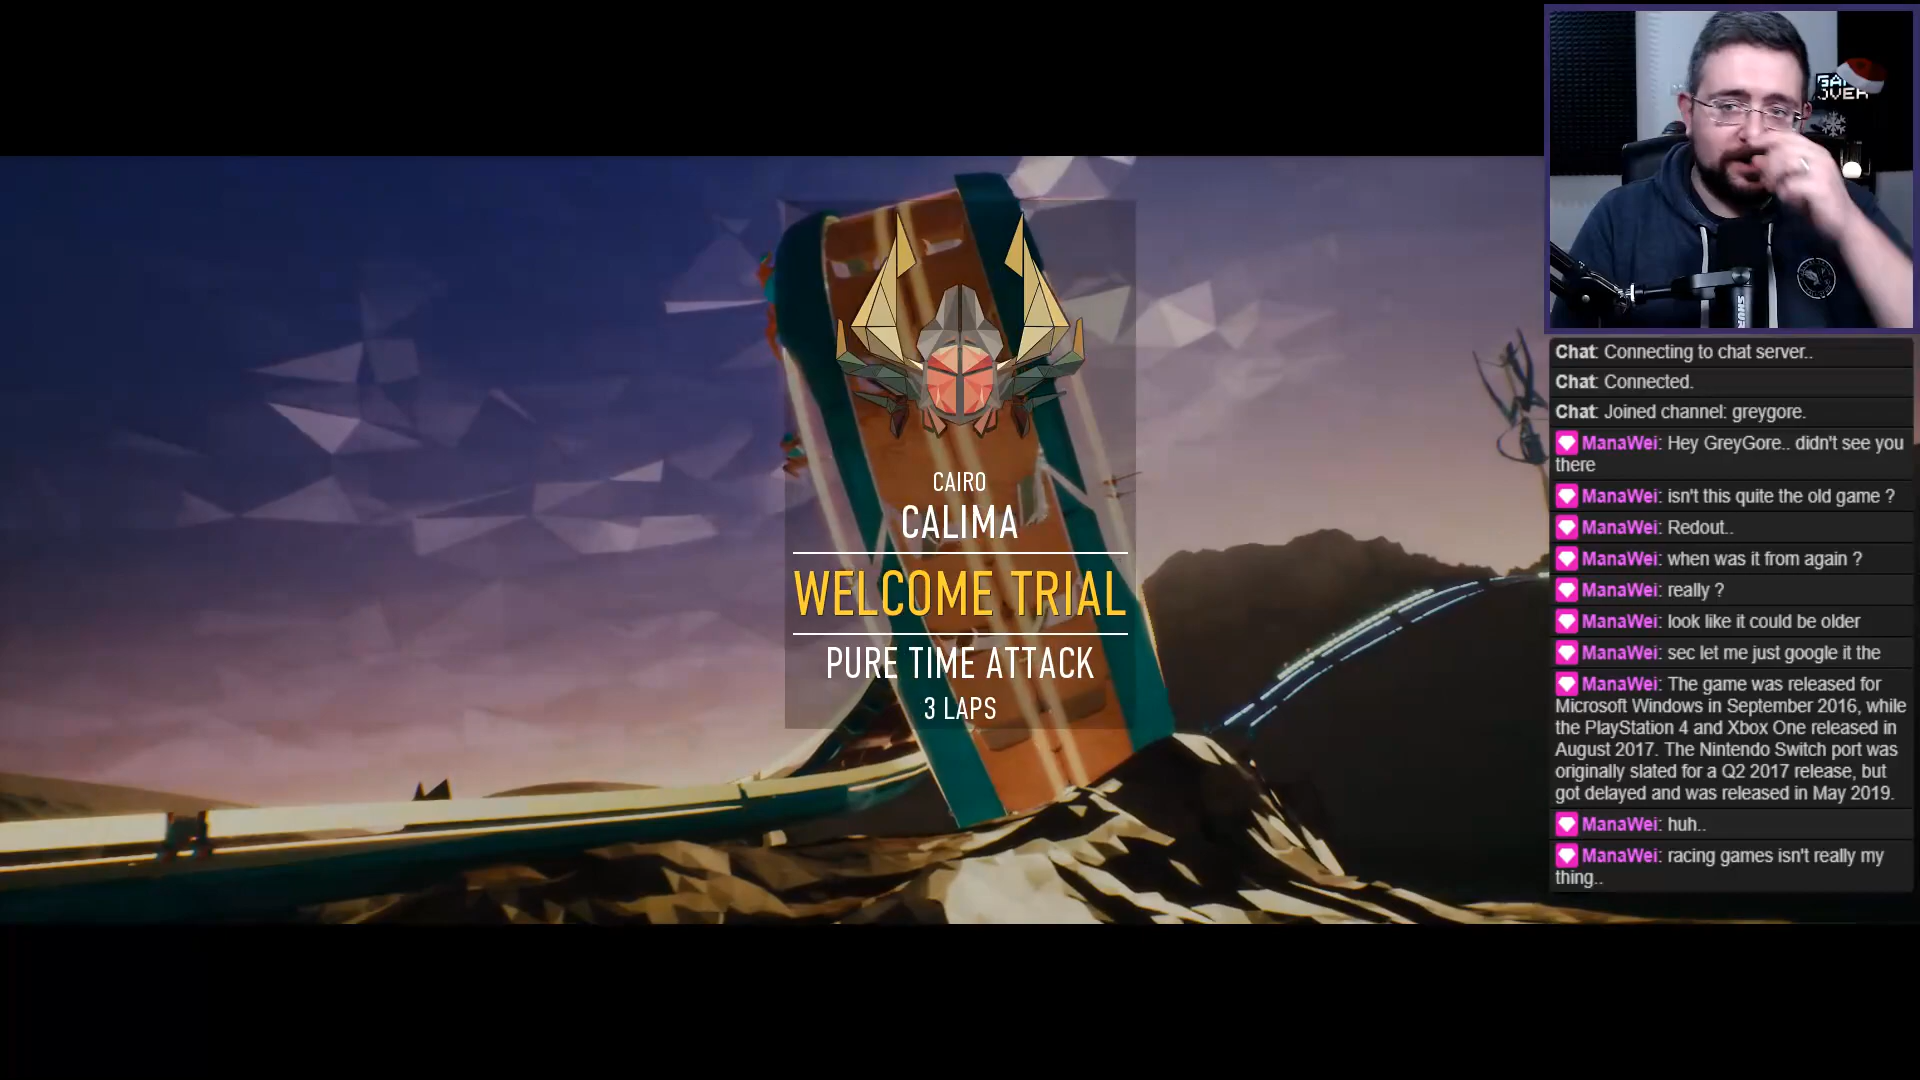 CAIRO
CALIMA
WELCOME TRIAL
PURE TIME ATTACK
3 LAPS
SHURE
Chat: Connecting to chat server..
Chat: Connected.
Chat: Joined channel: greygore.
ManaWei: Hey GreyGore.. didn't see you
there
ManaWei: isn't this quite the old game ?
ManaWei: Redout..
ManaWei: when was it from again ?
ManaWei: really ?
ManaWei: look like it could be older
ManaWei: sec let me just google it the
ManaWei: The game was released for
Microsoft Windows in September 2016, while
the PlayStation 4 and Xbox One released in
August 2017. The Nintendo Switch port was
originally slated for a Q2 2017 release, but
got delayed and was released in May 2019.
ManaWei: huh..
ManaWei: racing games isn't really my
thing..